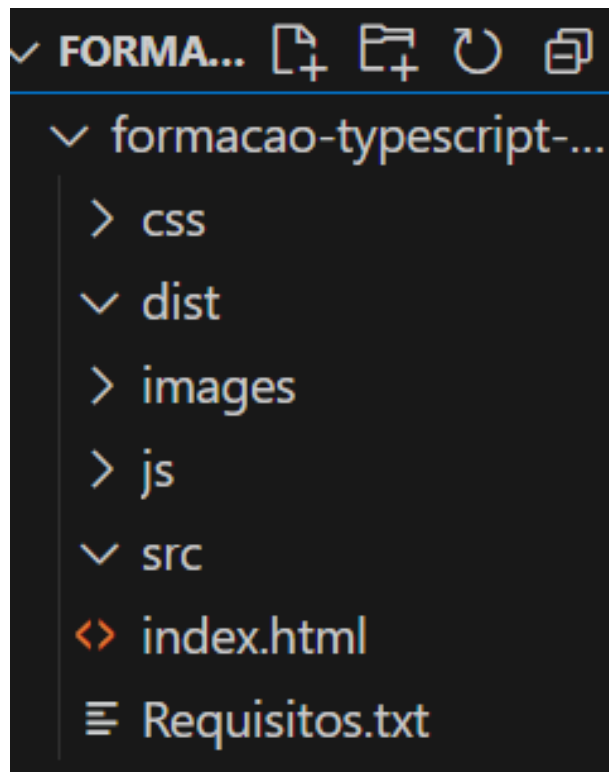 FORMA...
formacao-typescript-...
css
dist
images
js
src
index.html
Requisitos.txt